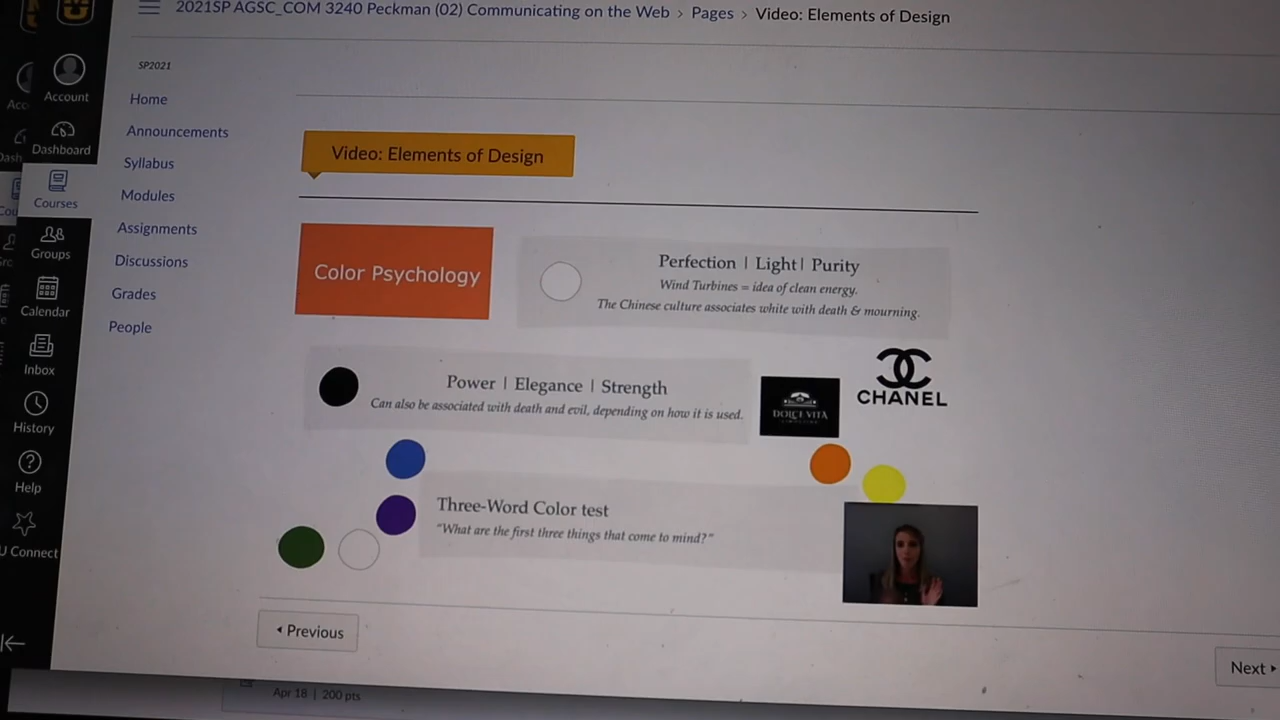 2021SP AGSC_COM 3240 Peckman (02) Communicating on the Web > Pages > Video: Elements of Design
SP2021
Account
Dashboard
Courses
Groups
Calendar
Inbox
History
Help
U Connect
Home
Announcements
Syllabus
Modules
Assignments
Discussions
Grades
People
Video: Elements of Design
Color Psychology
Perfection | Light | Purity
Wind Turbines = idea of clean energy.
The Chinese culture associates white with death & mourning.
Power | Elegance | Strength
Can also be associated with death and evil, depending on how it is used.
DOLCE VITA
CHANEL
Three-Word Color test
"What are the first three things that come to mind?"
Previous
Next
Apr 18 | 200 pts